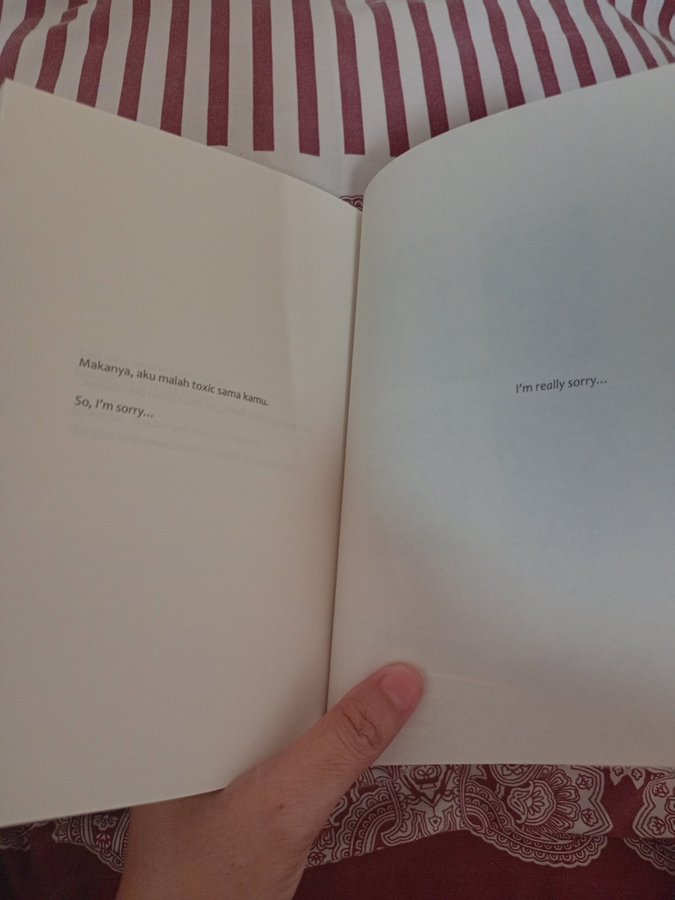 Makanya, aku malah toxic sama kamu.
So, I'm sorry...
I'm really sorry...